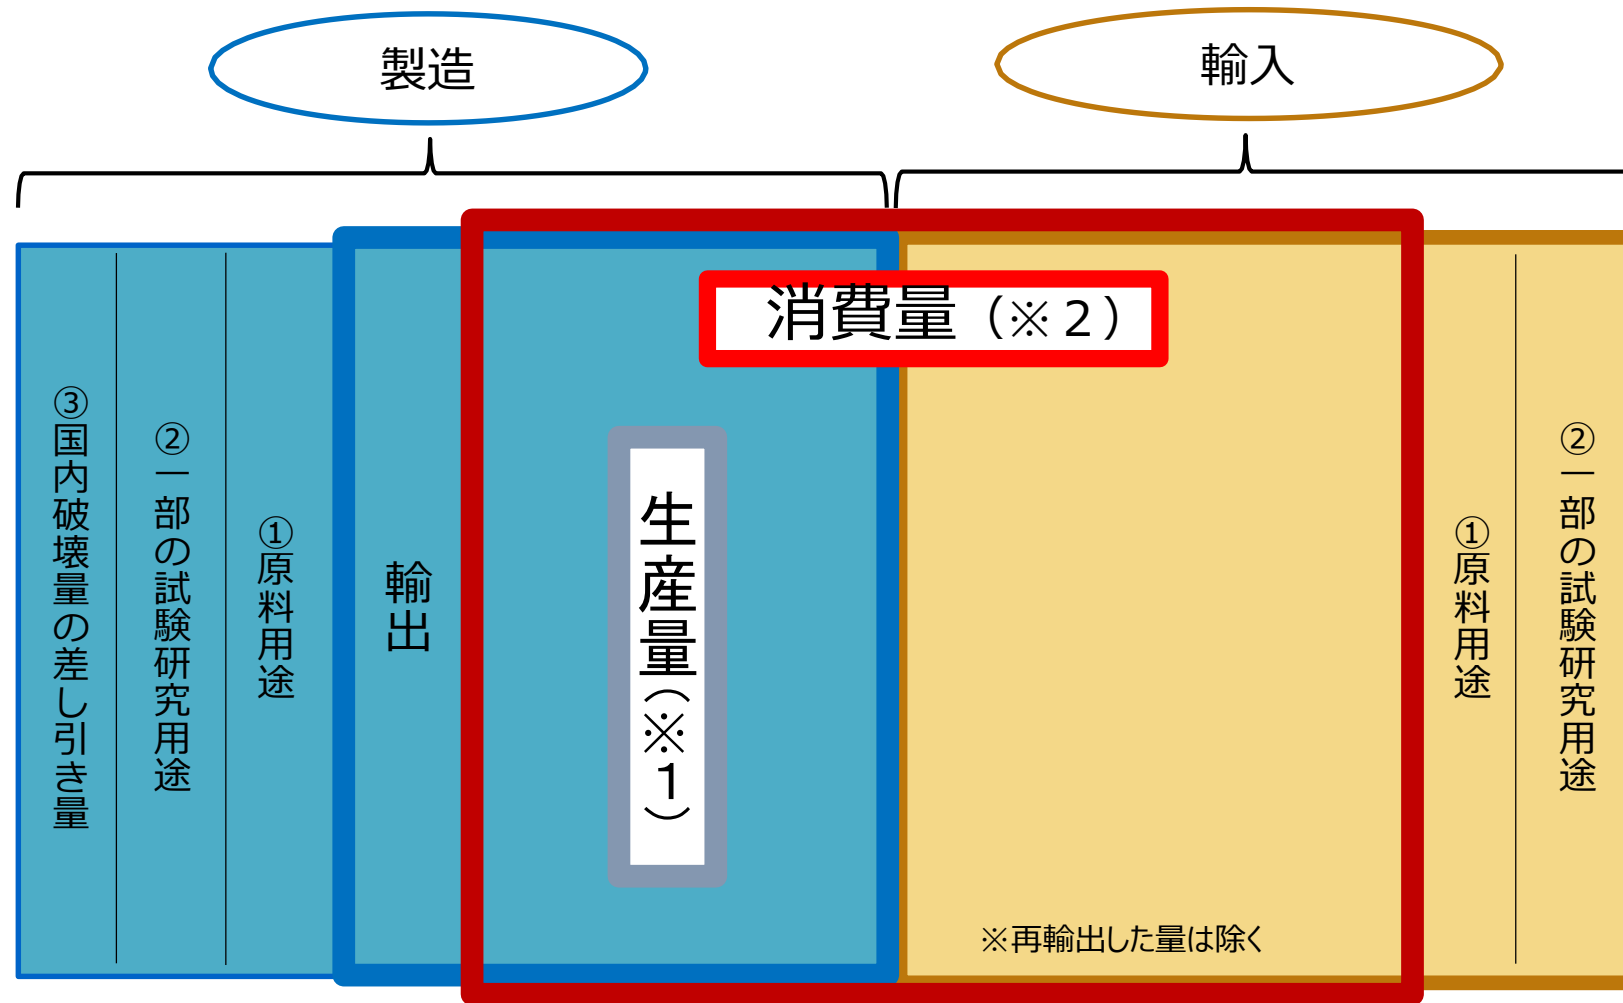 製造
輸入
消費量（※２）
③国内破壊量の差し引き量
②一部の試験研究用途
①原料用途
輸出
生産量（※１）
①原料用途
②一部の試験研究用途
※再輸出した量は除く